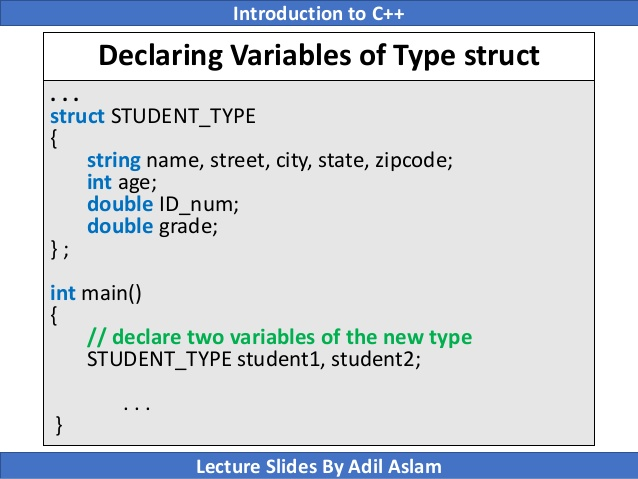 Introduction to C++
Declaring Variables of Type struct
. . .
struct STUDENT_TYPE
{
string name, street, city, state, zipcode;
int age;
double ID_num;
double grade;
} ;
int main()
{
// declare two variables of the new type
STUDENT_TYPE student1, student2;
. . .
}
Lecture Slides By Adil Aslam